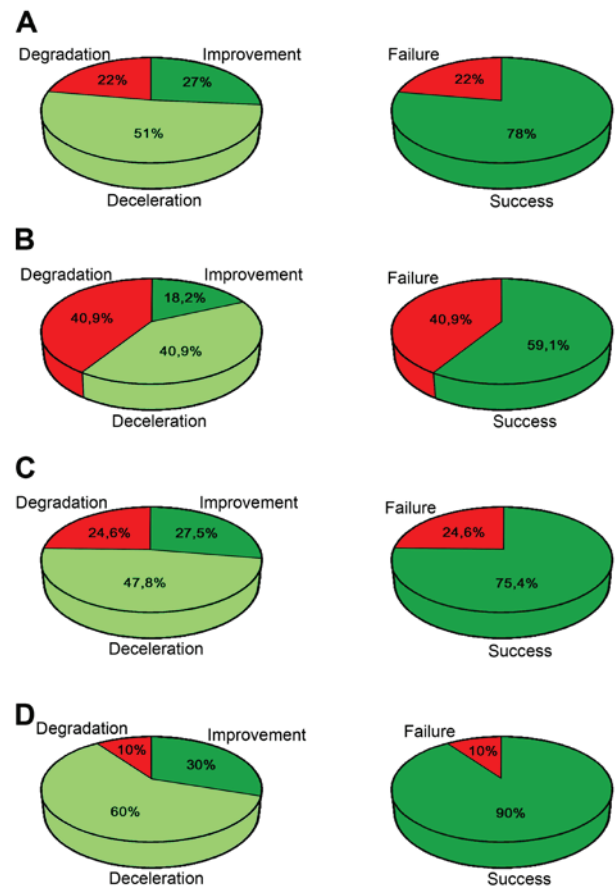 A
Degradation Improvement Failure
22% 27% 22%
51% 78%
Deceleration Success
B
Degradation Improvement Failure
18,2%
40,9% 40,9%
40,9% 59,1%
Deceleration Success
C
Degradation Improvement Failure
24,6% 27,5% 24,6%
47,8% 75,4%
Deceleration Success
D
Degradation Improvement Failure
10% 30% 10%
60% 90%
Deceleration Success